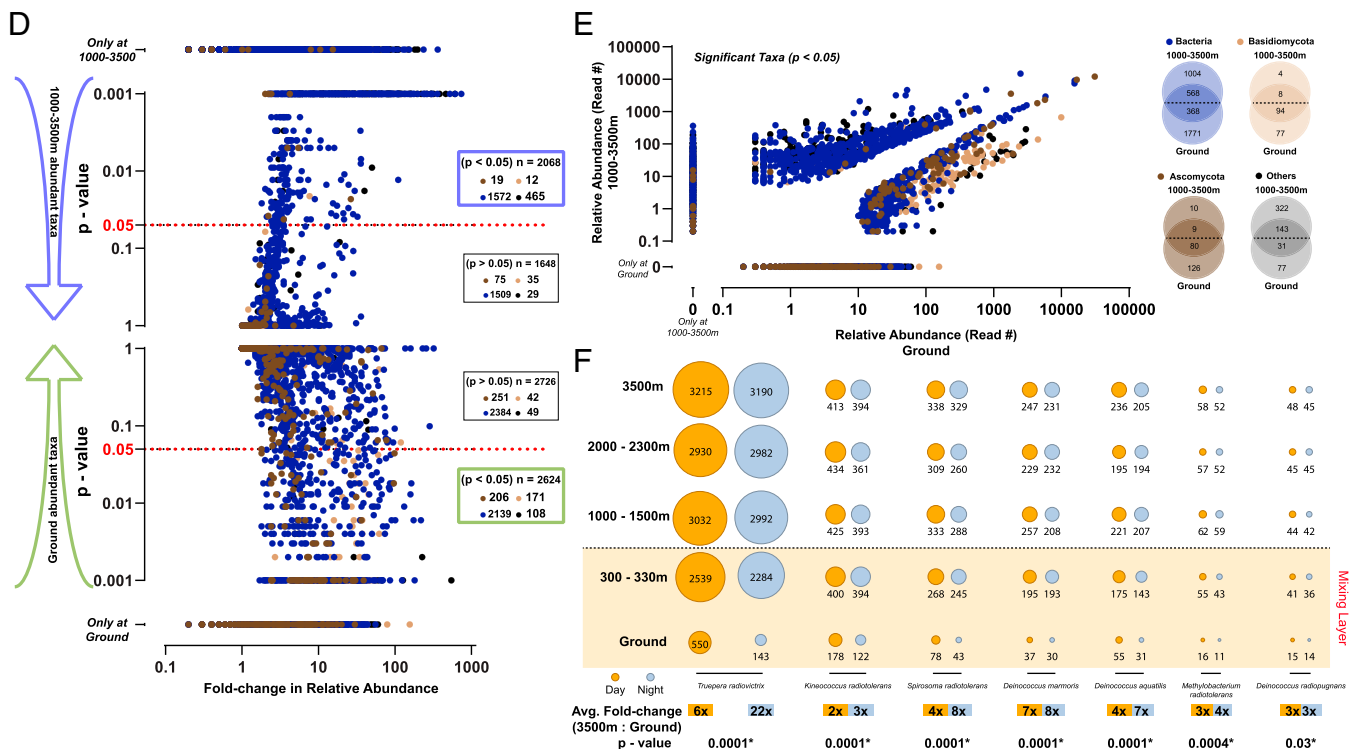 D
Only at
1000-3500
1000-3500m abundant taxa
p - value
0.001
0.01
0.05
0.1
1
(p < 0.05) n = 2068
19 12
1572 465
(p > 0.05) n = 1648
75 35
1509 29
Ground abundant taxa
p - value
1
0.1
0.05
0.01
0.001
(p > 0.05) n = 2726
251 42
2384 49
(p < 0.05) n = 2624
206 171
2139 108
Only at
Ground
0.1 1 10 100 1000
Fold-change in Relative Abundance
E
Significant Taxa (p < 0.05)
Relative Abundance (Read #)
1000-3500m
100000
10000
1000
100
10
1
0.1
Only at
Ground
0
0 0.1 1 10 100 1000 10000 100000
Only at
1000-3500m
Relative Abundance (Read #)
Ground
Bacteria
1000-3500m
1004
568
368
1771
Ground
Basidiomycota
1000-3500m
4
8
94
77
Ground
Ascomycota
1000-3500m
10
9
80
126
Ground
Others
1000-3500m
322
143
31
77
Ground
F
3500m
3215 3190
413 394 338 329 247 231 236 205 58 52 48 45
2000 - 2300m
2930 2982
434 361 309 260 229 232 195 194 57 52 45 45
1000 - 1500m
3032 2992
425 393 333 288 257 208 221 207 62 59 44 42
300 - 330m
2539 2284
400 394 268 245 195 193 175 143 55 43 41 36
Ground
550 143
178 122 78 43 37 30 55 31 16 11 15 14
Mixing Layer
Day Night
Truepera radiovictrix
Kineococcus radiotolerans
Spirosoma radiotolerans
Deinococcus marmoris
Deinococcus aquatilis
Methylobacterium
radiotolerans
Deinococcus radiopugnans
Avg. Fold-change
(3500m : Ground)
6x 22x 2x 3x 4x 8x 7x 8x 4x 7x 3x 4x 3x 3x
p - value
0.0001* 0.0001* 0.0001* 0.0001* 0.0001* 0.0004* 0.03*